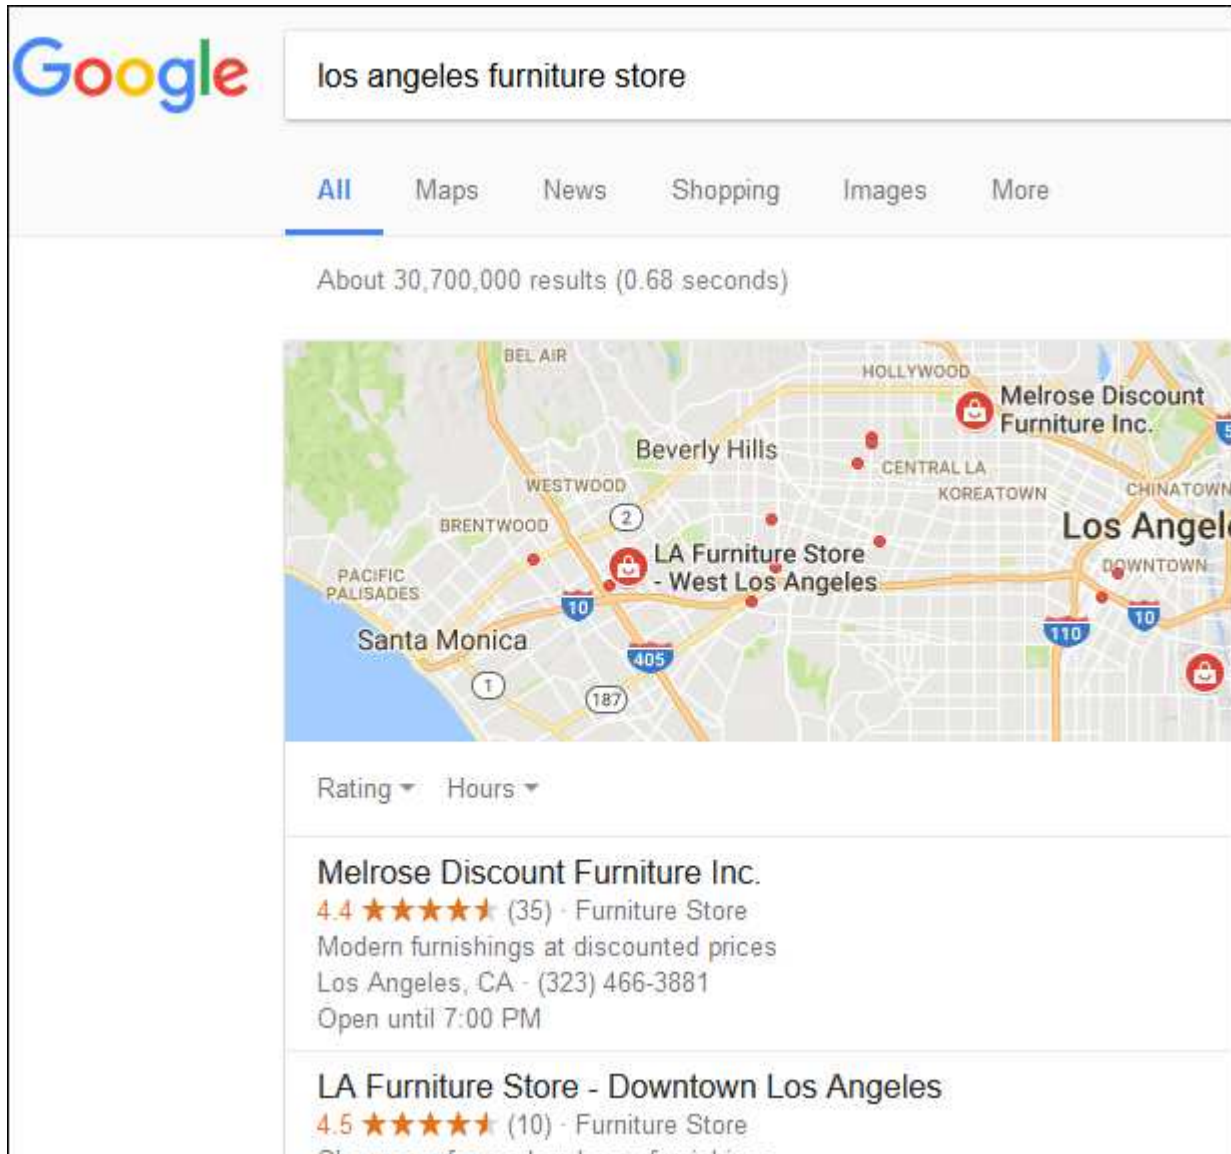 Google
los angeles furniture store
All Maps News Shopping Images More
About 30,700,000 results (0.68 seconds)
BEL AIR
HOLLYWOOD
Melrose Discount
Furniture Inc.
5
Beverly Hills
CENTRAL LA
WESTWOOD
KOREATOWN
CHINATOWN
BRENTWOOD
2
Los Angele
LA Furniture Store
- West Los Angeles
DOWNTOWN
PACIFIC
PALISADES
10
10
Santa Monica
110
405
1
187
Rating Hours
Melrose Discount Furniture Inc.
4.4 ★★★★★ (35) · Furniture Store
Modern furnishings at discounted prices
Los Angeles, CA · (323) 466-3881
Open until 7:00 PM
LA Furniture Store - Downtown Los Angeles
4.5 ★★★★★ (10) · Furniture Store